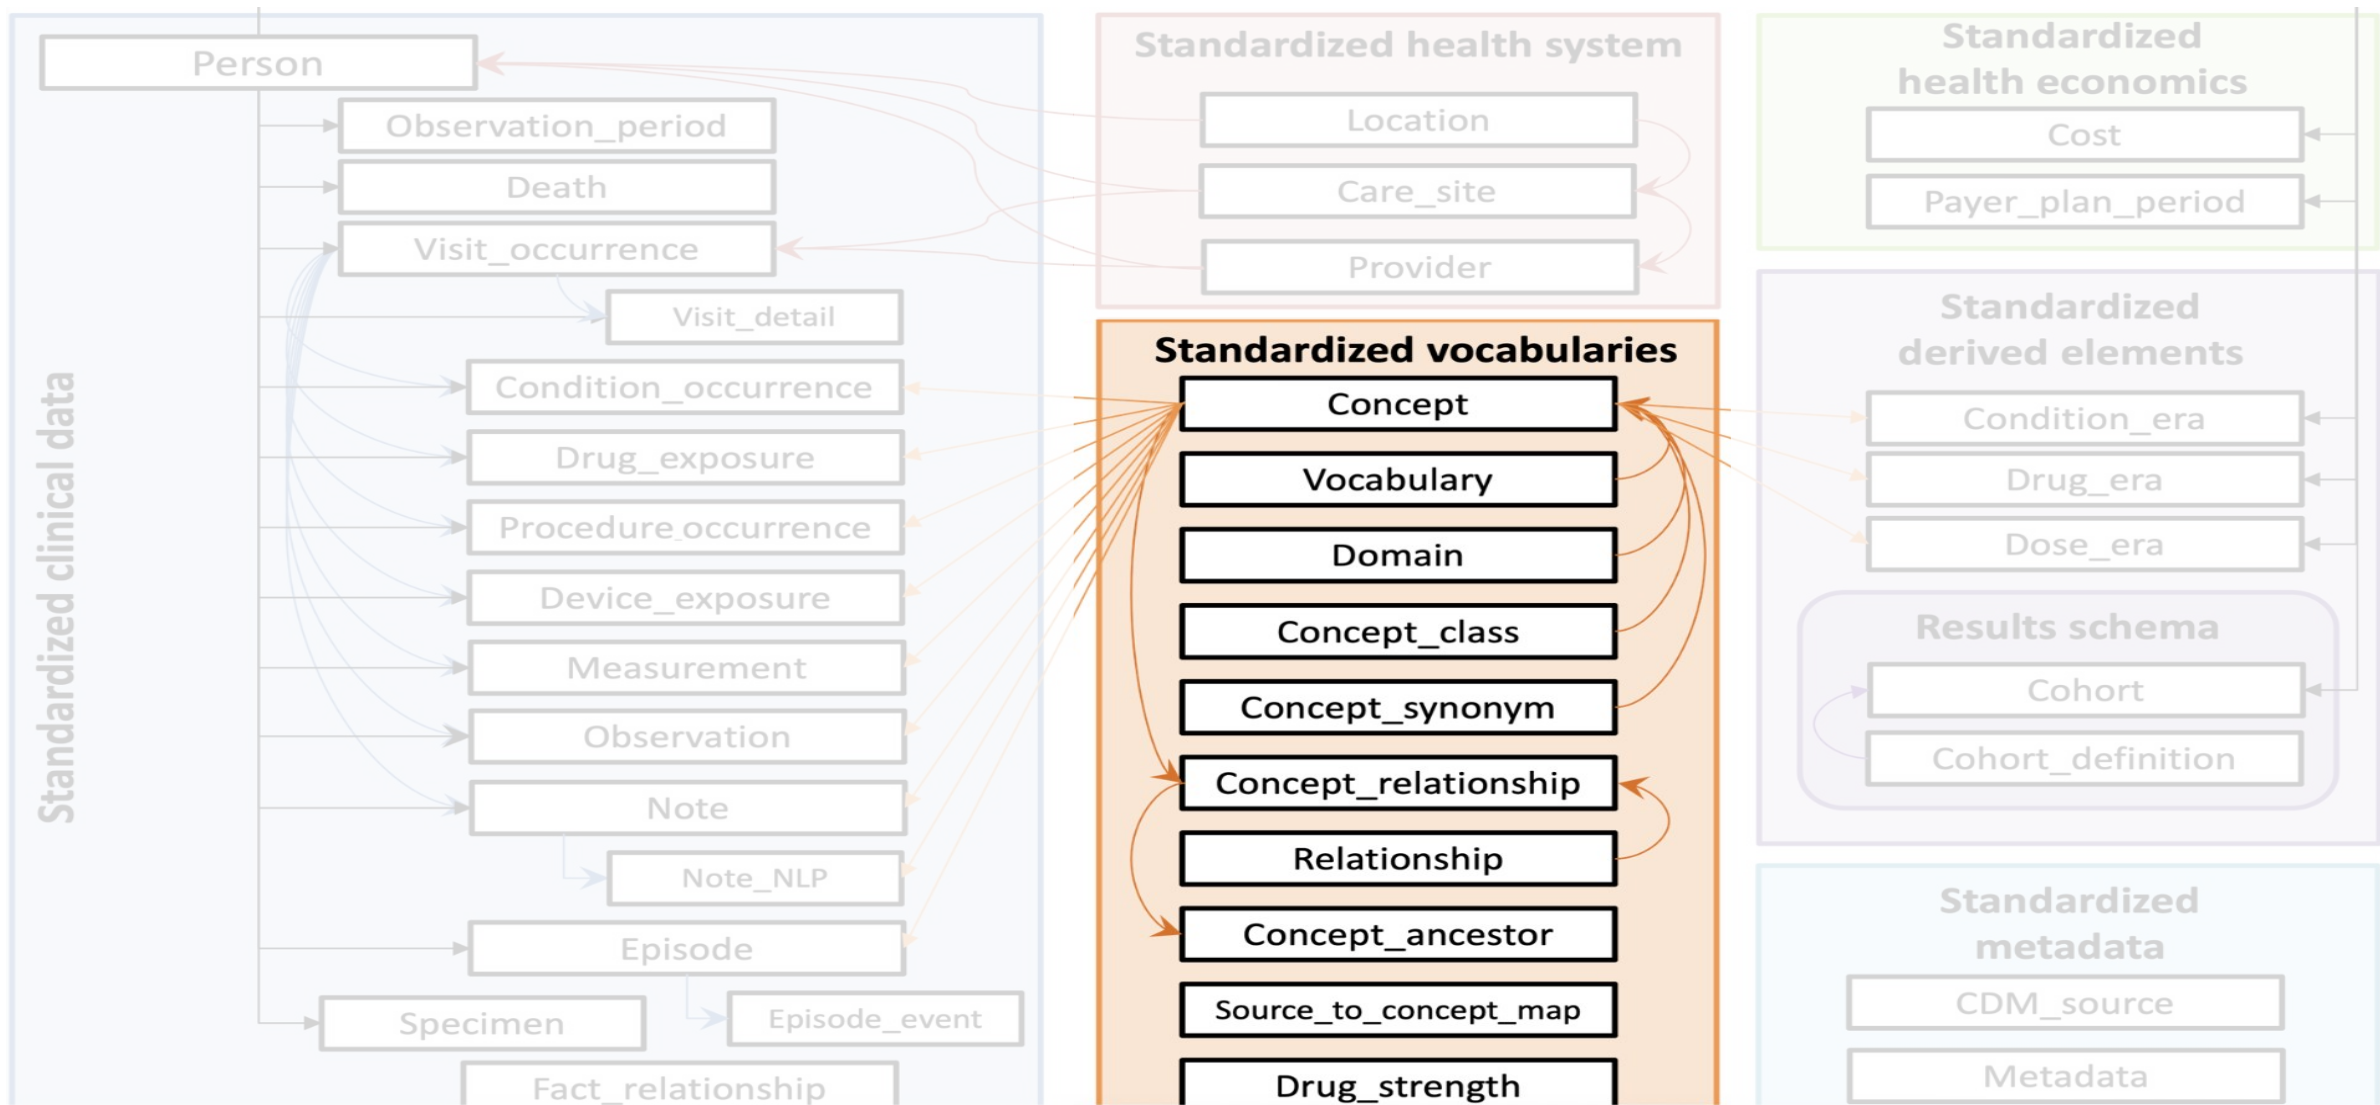 Standardized clinical data
Person
Observation_period
Death
Visit_occurrence
Visit_detail
Condition_occurrence
Drug_exposure
Procedure_occurrence
Device_exposure
Measurement
Observation
Note
Note_NLP
Episode
Specimen
Episode_event
Fact_relationship
Standardized health system
Location
Care_site
Provider
Standardized vocabularies
Concept
Vocabulary
Domain
Concept_class
Concept_synonym
Concept_relationship
Relationship
Concept_ancestor
Source_to_concept_map
Drug_strength
Standardized
health economics
Cost
Payer_plan_period
Standardized
derived elements
Condition_era
Drug_era
Dose_era
Results schema
Cohort
Cohort_definition
Standardized
metadata
CDM_source
Metadata